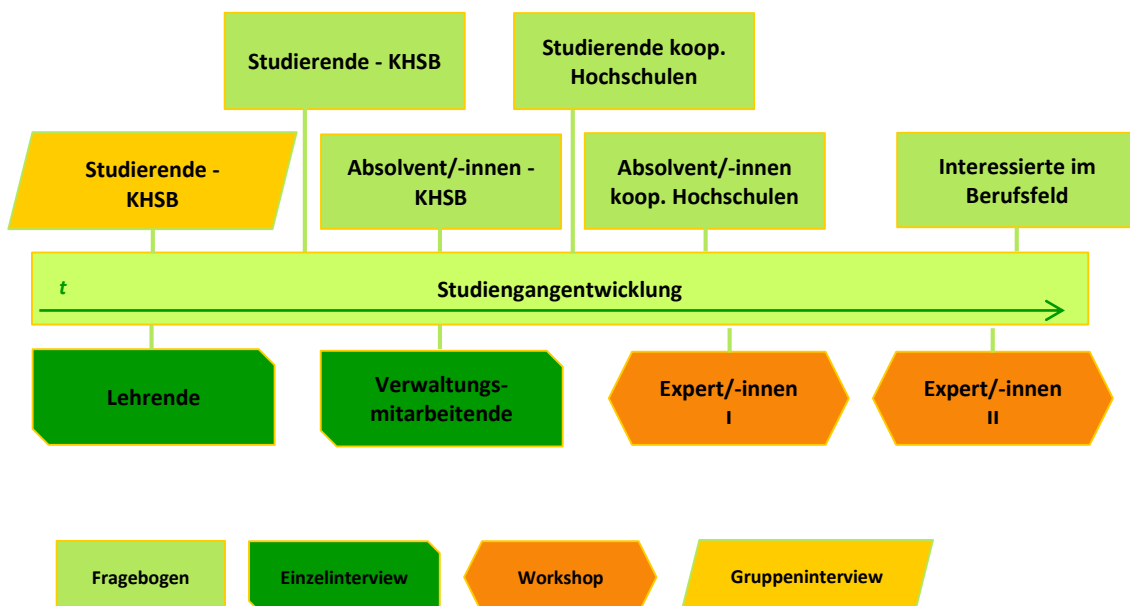 Studierende - KHSB
Studierende koop.
Hochschulen
Studierende -
KHSB
Absolvent/-innen -
KHSB
Absolvent/-innen
koop. Hochschulen
Interessierte im
Berufsfeld
t
Studiengangentwicklung
Lehrende
Verwaltungs-
mitarbeitende
Expert/-innen
I
Expert/-innen
II
Fragebogen
Einzelinterview
Workshop
Gruppeninterview